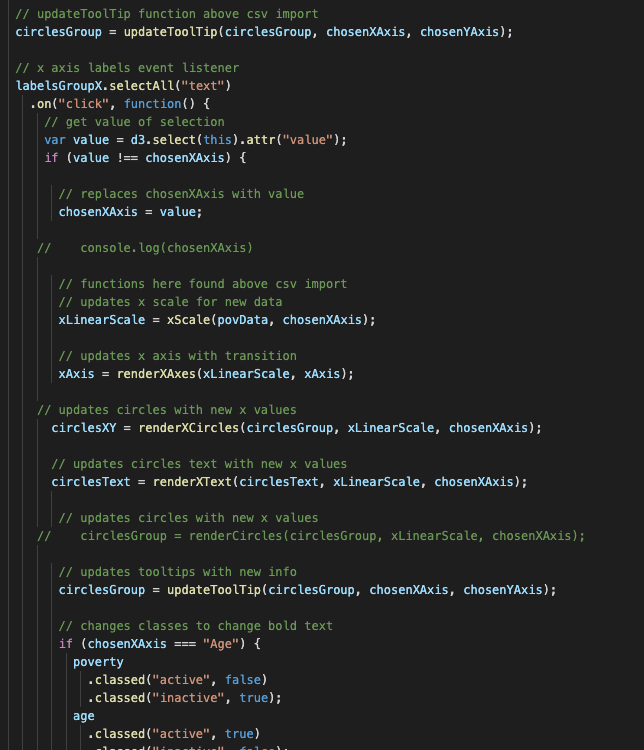 // updateToolTip function above csv import
circlesGroup = updateToolTip(circlesGroup, chosenXAxis, chosenYAxis);
// x axis labels event listener
labelsGroupX.selectAll("text")
.on("click", function() {
// get value of selection
var value = d3.select(this).attr("value");
if (value !== chosenXAxis) {
// replaces chosenXAxis with value
chosenXAxis = value;
//    console.log(chosenXAxis)
// functions here found above csv import
// updates x scale for new data
xLinearScale = xScale(povData, chosenXAxis);
// updates x axis with transition
xAxis = renderXAxes(xLinearScale, xAxis);
// updates circles with new x values
circlesXY = renderXCircles(circlesGroup, xLinearScale, chosenXAxis);
// updates circles text with new x values
circlesText = renderXText(circlesText, xLinearScale, chosenXAxis);
// updates circles with new x values
//    circlesGroup = renderCircles(circlesGroup, xLinearScale, chosenXAxis);
// updates tooltips with new info
circlesGroup = updateToolTip(circlesGroup, chosenXAxis, chosenYAxis);
// changes classes to change bold text
if (chosenXAxis === "Age") {
poverty
.classed("active", false)
.classed("inactive", true);
age
.classed("active", true)
.classed("inactive", false);